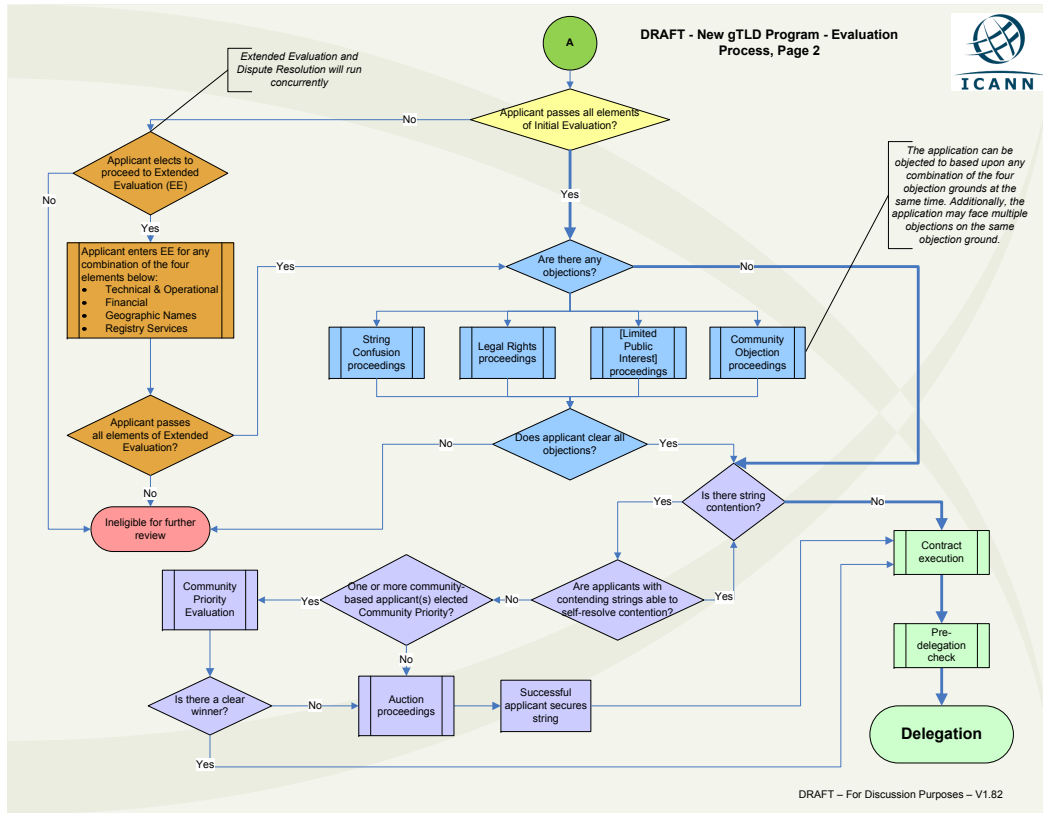 DRAFT - New gTLD Program - Evaluation
Process, Page 2
ICANN
A
Extended Evaluation and
Dispute Resolution will run
concurrently
Applicant passes all elements
of Initial Evaluation?
No
Yes
Applicant elects to
proceed to Extended
Evaluation (EE)
No
Yes
The application can be
objected to based upon any
combination of the four
objection grounds at the
same time. Additionally, the
application may face multiple
objections on the same
objection ground.
Applicant enters EE for any
combination of the four
elements below:
● Technical & Operational
● Financial
● Geographic Names
● Registry Services
Yes
Are there any
objections?
No
String
Confusion
proceedings
Legal Rights
proceedings
[Limited
Public
Interest]
proceedings
Community
Objection
proceedings
Applicant passes
all elements of Extended
Evaluation?
No
Does applicant clear all
objections?
No
Yes
Ineligible for further
review
Is there string
contention?
Yes
No
Contract
execution
Community
Priority
Evaluation
Yes
One or more community-
based applicant(s) elected
Community Priority?
No
No
Are applicants with
contending strings able to
self-resolve contention?
Yes
Pre-
delegation
check
Is there a clear
winner?
No
Yes
Auction
proceedings
Successful
applicant secures
string
Delegation
DRAFT – For Discussion Purposes – V1.82